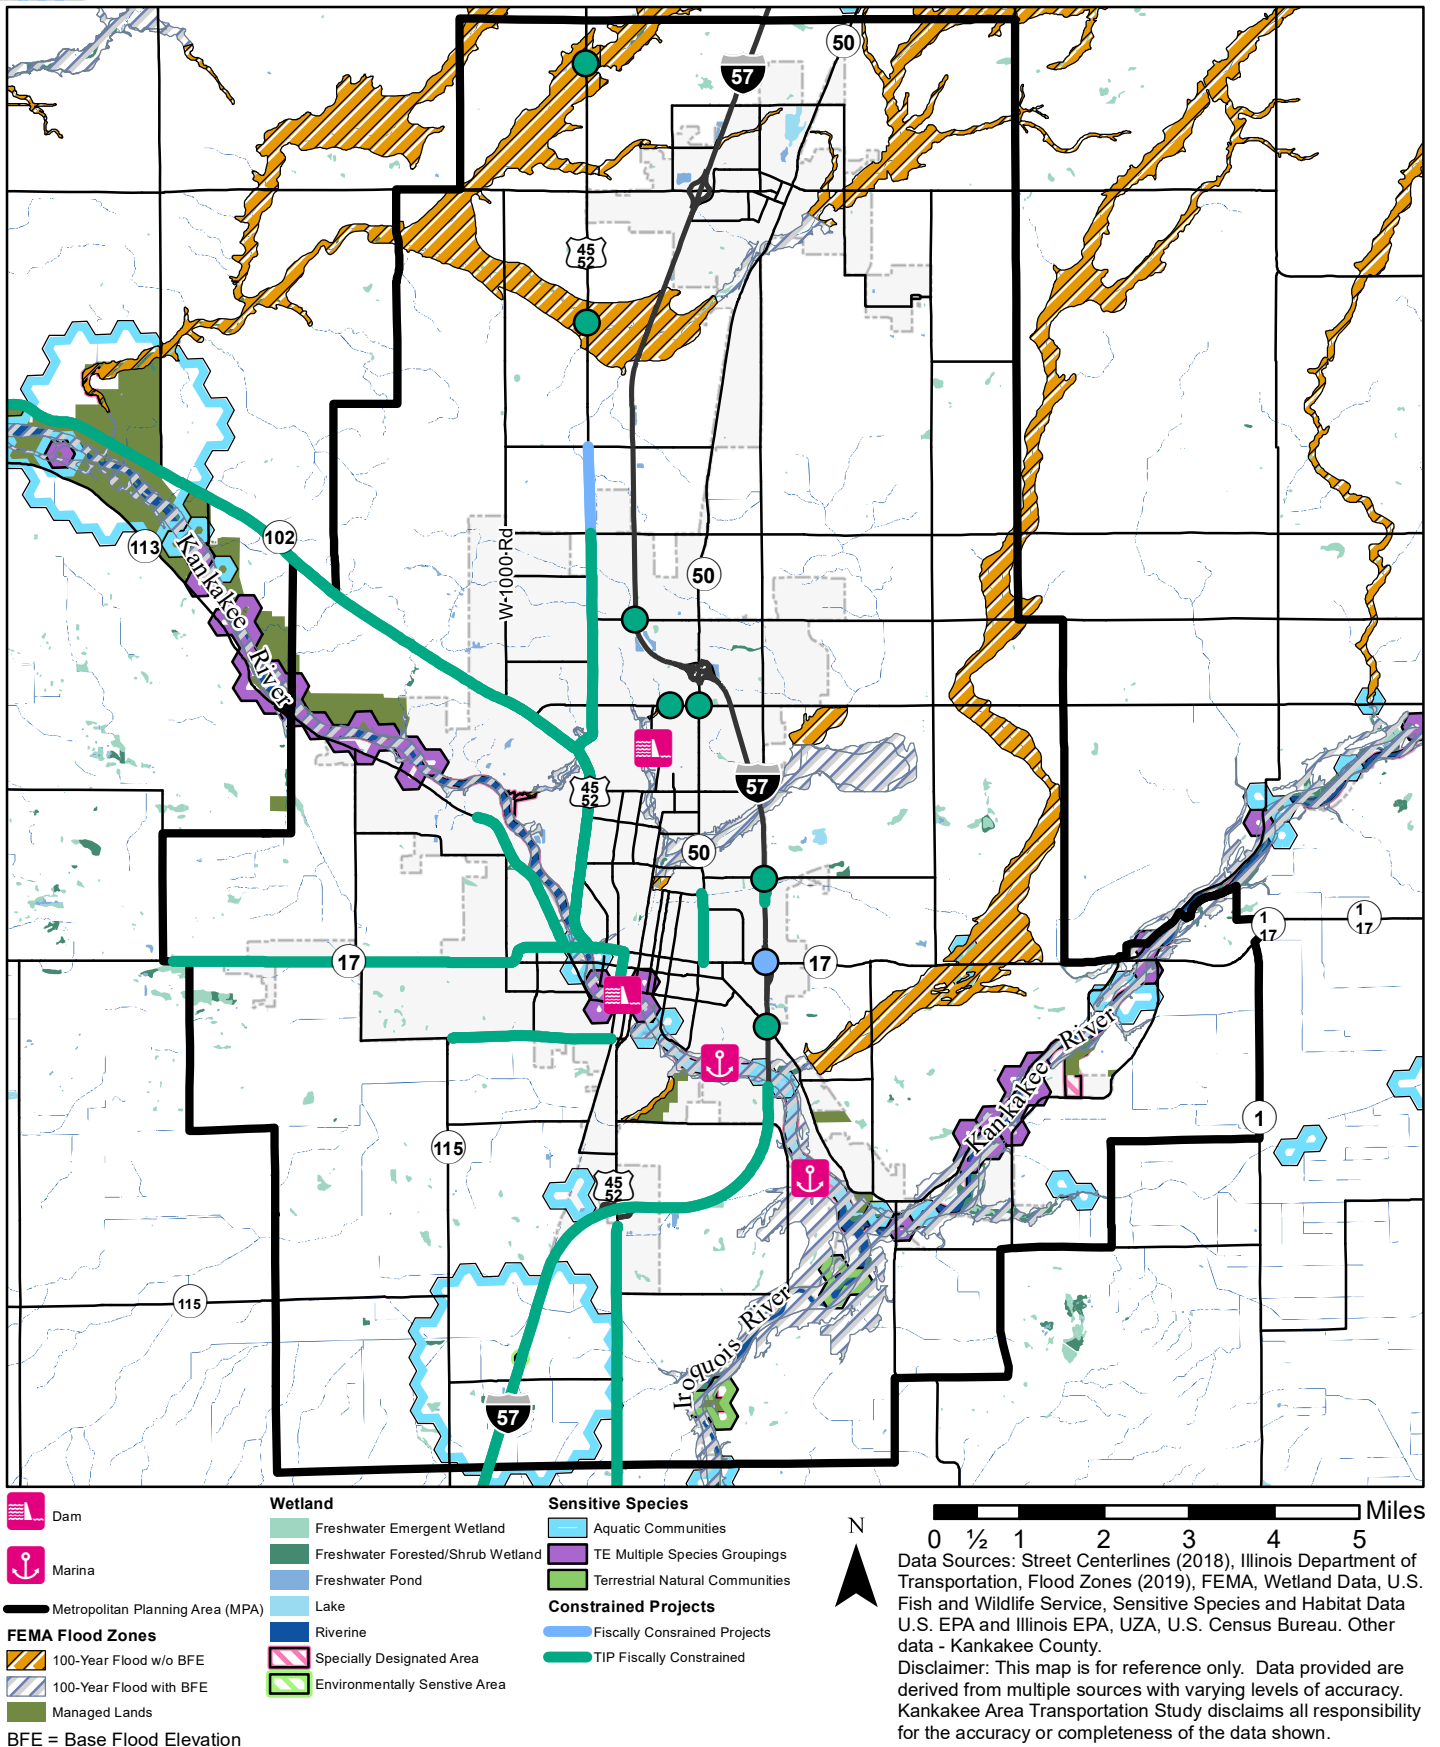 50
57
45
52
W-1000-Rd
102
113
50
Kankakee
River
45
52
57
50
17
17
1
17
1
17
River
Kankakee
1
115
45
52
115
Iroquois River
57
Dam
Marina
Metropolitan Planning Area (MPA)
FEMA Flood Zones
100-Year Flood w/o BFE
100-Year Flood with BFE
Managed Lands
BFE = Base Flood Elevation
Wetland
Freshwater Emergent Wetland
Freshwater Forested/Shrub Wetland
Freshwater Pond
Lake
Riverine
Specially Designated Area
Environmentally Senstive Area
Sensitive Species
Aquatic Communities
TE Multiple Species Groupings
Terrestrial Natural Communities
Constrained Projects
Fiscally Consrained Projects
TIP Fiscally Constrained
N
Miles
0 ½ 1 2 3 4 5
Data Sources: Street Centerlines (2018), Illinois Department of
Transportation, Flood Zones (2019), FEMA, Wetland Data, U.S.
Fish and Wildlife Service, Sensitive Species and Habitat Data
U.S. EPA and Illinois EPA, UZA, U.S. Census Bureau. Other
data - Kankakee County.
Disclaimer: This map is for reference only. Data provided are
derived from multiple sources with varying levels of accuracy.
Kankakee Area Transportation Study disclaims all responsibility
for the accuracy or completeness of the data shown.